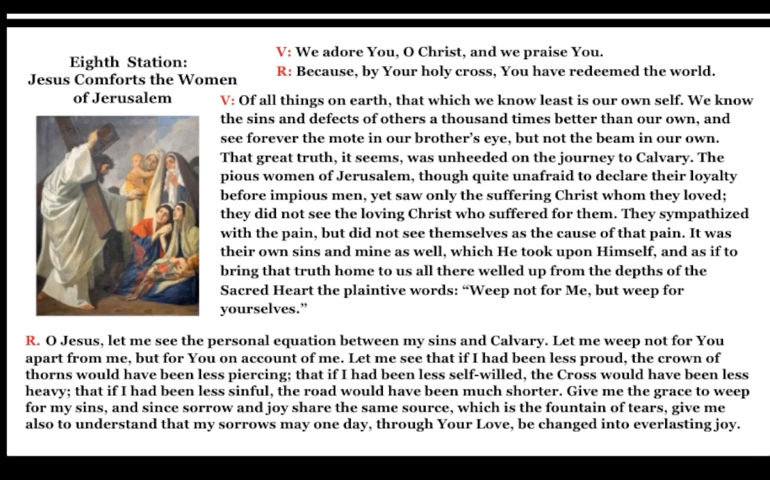 Eighth Station:
Jesus Comforts the Women
of Jerusalem
V: We adore You, O Christ, and we praise You.
R: Because, by Your holy cross, You have redeemed the world.
V: Of all things on earth, that which we know least is our own self. We know
the sins and defects of others a thousand times better than our own, and
see forever the mote in our brother’s eye, but not the beam in our own.
That great truth, it seems, was unheeded on the journey to Calvary. The
pious women of Jerusalem, though quite unafraid to declare their loyalty
before impious men, yet saw only the suffering Christ whom they loved;
they did not see the loving Christ who suffered for them. They sympathized
with the pain, but did not see themselves as the cause of that pain. It was
their own sins and mine as well, which He took upon Himself, and as if to
bring that truth home to us all there welled up from the depths of the
Sacred Heart the plaintive words: “Weep not for Me, but weep for
yourselves.”
R. O Jesus, let me see the personal equation between my sins and Calvary. Let me weep not for You
apart from me, but for You on account of me. Let me see that if I had been less proud, the crown of
thorns would have been less piercing; that if I had been less self-willed, the Cross would have been less
heavy; that if I had been less sinful, the road would have been much shorter. Give me the grace to weep
for my sins, and since sorrow and joy share the same source, which is the fountain of tears, give me
also to understand that my sorrows may one day, through Your Love, be changed into everlasting joy.